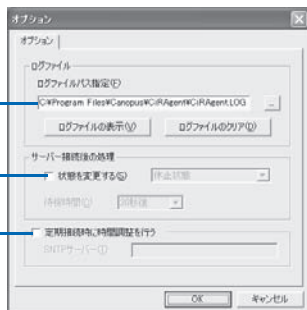 オプション
オプション
ログファイル
ログファイルパス指定(F)
C:¥Program Files¥Canopus¥CiRAgent¥CiRAgent.LOG
...
ログファイルの表示(V)
ログファイルのクリア(D)
サーバー接続後の処理
状態を変更する(S)
休止状態
待機時間(Q)
30秒後
定期接続時に時間調整を行う
SNTPサーバー(T)
OK
キャンセル